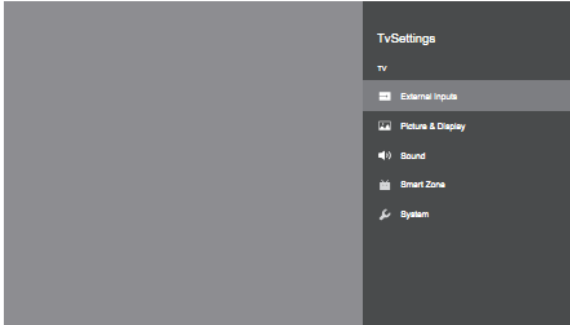 TvSettings
TV
External Inputs
Picture & Display
Sound
Smart Zone
System